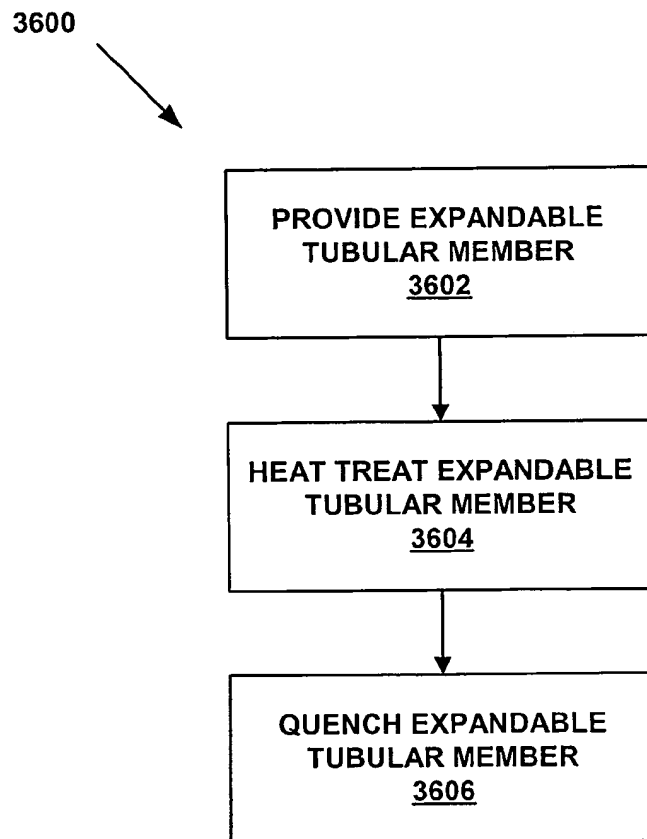 3600
PROVIDE EXPANDABLE
TUBULAR MEMBER
3602
HEAT TREAT EXPANDABLE
TUBULAR MEMBER
3604
QUENCH EXPANDABLE
TUBULAR MEMBER
3606